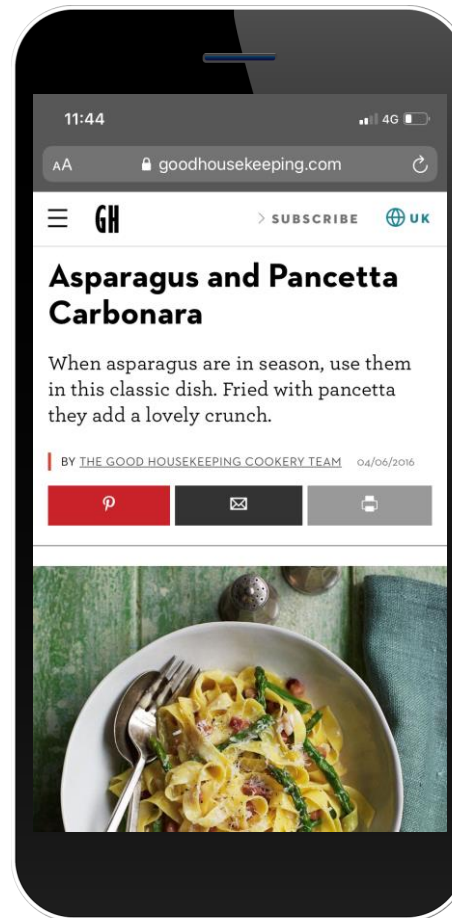 11:44
4G
AA
goodhousekeeping.com
GH
> SUBSCRIBE
UK
Asparagus and Pancetta
Carbonara
When asparagus are in season, use them
in this classic dish. Fried with pancetta
they add a lovely crunch.
BY THE GOOD HOUSEKEEPING COOKERY TEAM 04/06/2016